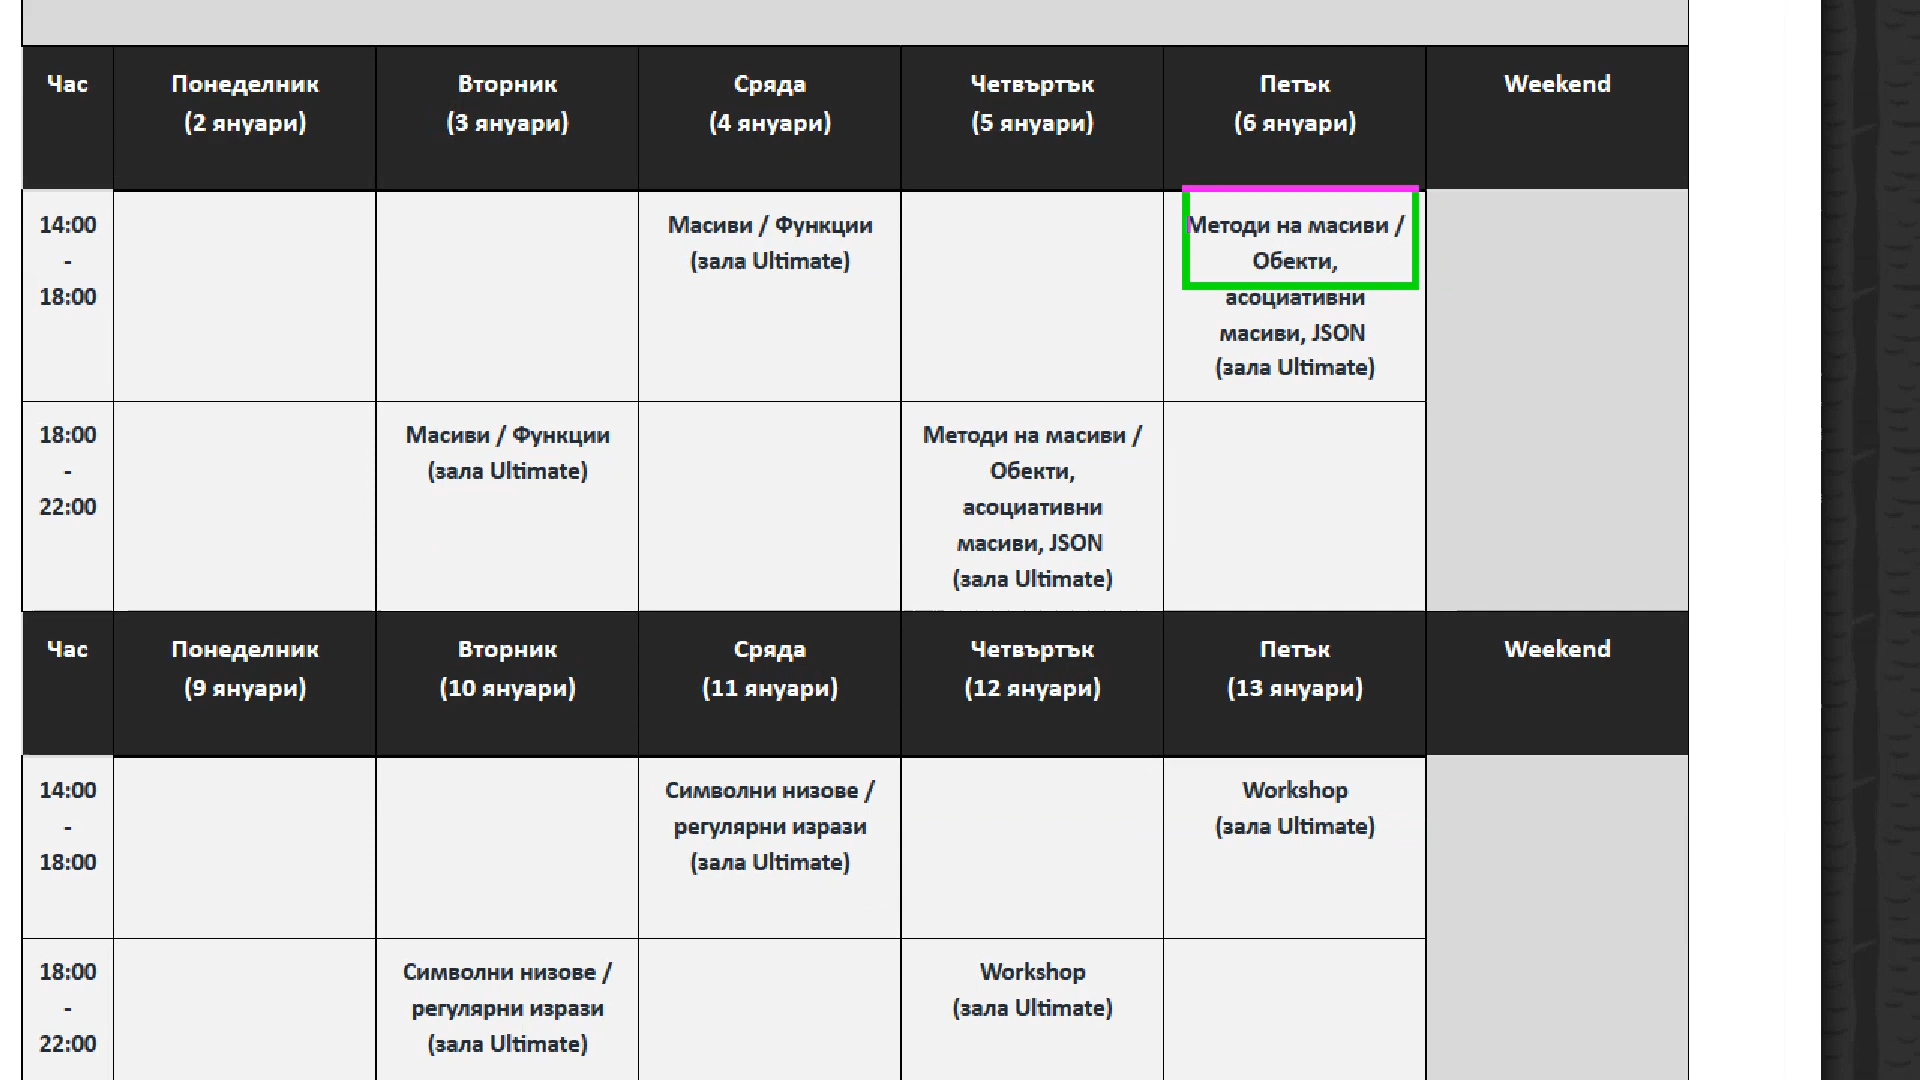 Час
Понеделник
(2 януари)
Вторник
(3 януари)
Сряда
(4 януари)
Четвъртък
(5 януари)
Петък
(6 януари)
Weekend
14:00
-
18:00
Масиви / Функции
(зала Ultimate)
Методи на масиви /
Обекти,
асоциативни
масиви, JSON
(зала Ultimate)
18:00
-
22:00
Масиви / Функции
(зала Ultimate)
Методи на масиви /
Обекти,
асоциативни
масиви, JSON
(зала Ultimate)
Час
Понеделник
(9 януари)
Вторник
(10 януари)
Сряда
(11 януари)
Четвъртък
(12 януари)
Петък
(13 януари)
Weekend
14:00
-
18:00
Символни низове /
регулярни изрази
(зала Ultimate)
Workshop
(зала Ultimate)
18:00
-
22:00
Символни низове /
регулярни изрази
(зала Ultimate)
Workshop
(зала Ultimate)